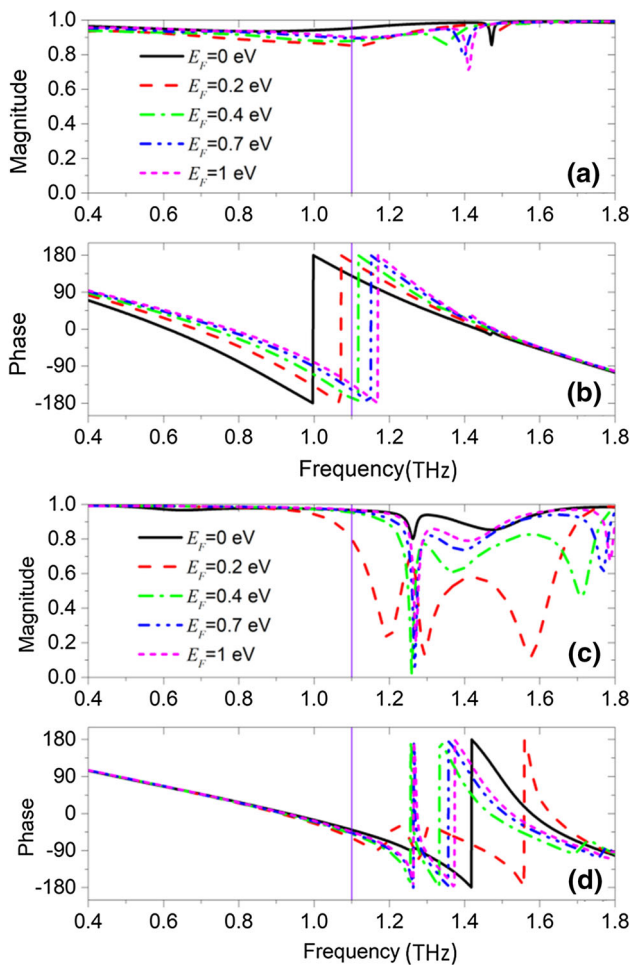 1.0
0.8
0.6
0.4
0.2
0.0
Magnitude
E_F=0 eV
E_F=0.2 eV
E_F=0.4 eV
E_F=0.7 eV
E_F=1 eV
(a)
0.4 0.6 0.8 1.0 1.2 1.4 1.6 1.8
180
90
0
-90
-180
Phase
(b)
0.4 0.6 0.8 1.0 1.2 1.4 1.6 1.8
Frequency(THz)
1.0
0.8
0.6
0.4
0.2
0.0
Magnitude
E_F=0 eV
E_F=0.2 eV
E_F=0.4 eV
E_F=0.7 eV
E_F=1 eV
(c)
0.4 0.6 0.8 1.0 1.2 1.4 1.6 1.8
180
90
0
-90
-180
Phase
(d)
0.4 0.6 0.8 1.0 1.2 1.4 1.6 1.8
Frequency (THz)